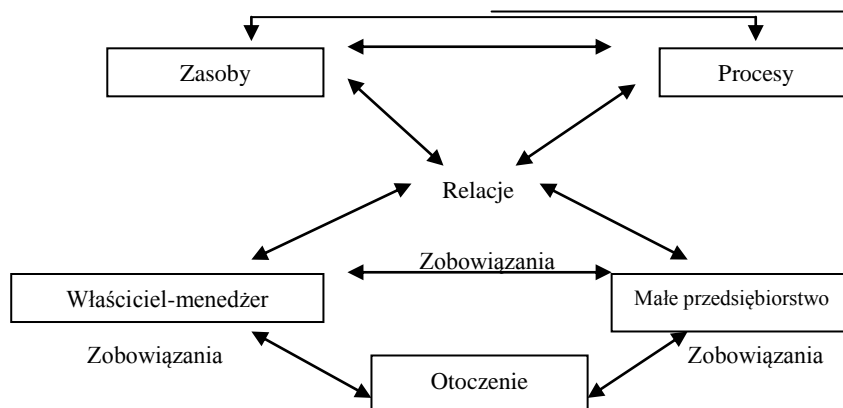 Zasoby
Procesy
Relacje
Zobowiązania
Właściciel-menedżer
Małe przedsiębiorstwo
Zobowiązania
Zobowiązania
Otoczenie